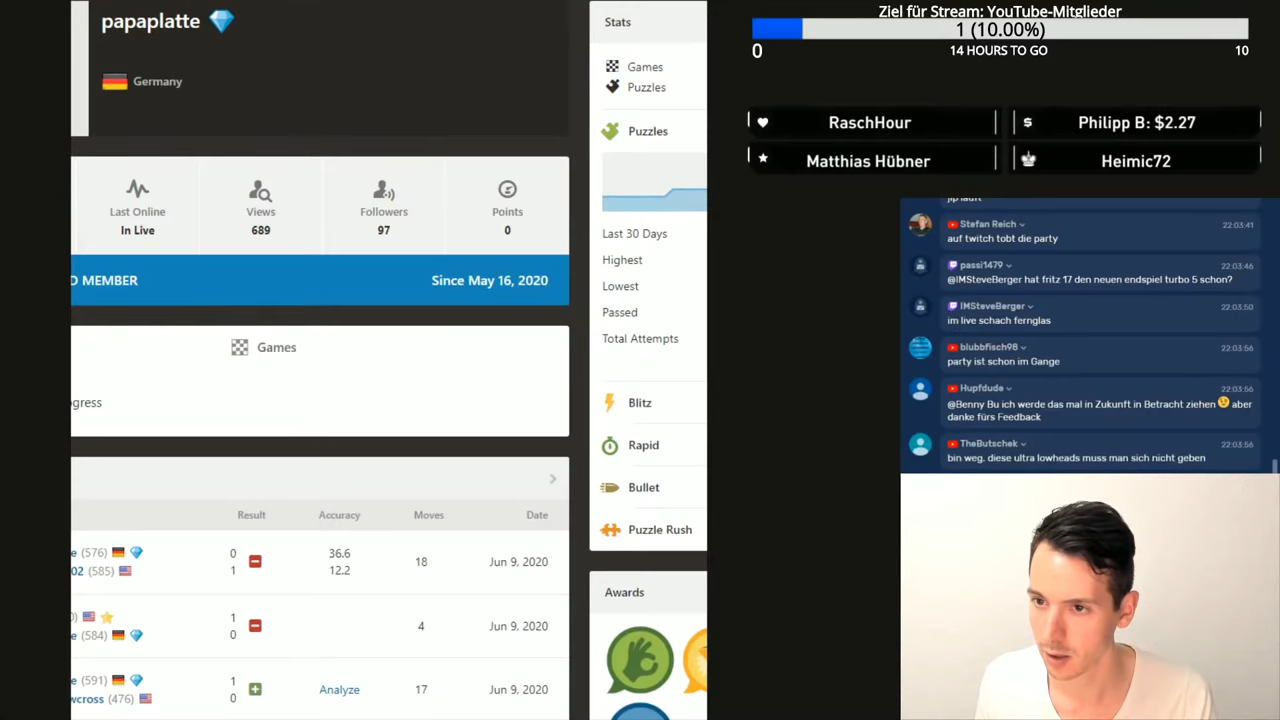 papaplatte
Germany
Last Online
In Live
Views
689
Followers
97
Points
0
D MEMBER
Since May 16, 2020
Games
ogress
Result
Accuracy
Moves
Date
e (576)
0
36.6
18
Jun 9, 2020
02 (585)
1
12.2
1
4
Jun 9, 2020
e (584)
0
e (591)
1
Analyze
17
Jun 9, 2020
wcross (476)
0
Stats
Games
Puzzles
Puzzles
Last 30 Days
Highest
Lowest
Passed
Total Attempts
Blitz
Rapid
Bullet
Puzzle Rush
Awards
Ziel für Stream: YouTube-Mitglieder
1 (10.00%)
0
14 HOURS TO GO
10
RaschHour
$
Philipp B: $2.27
Matthias Hübner
Heimic72
Stefan Reich
22:03:41
auf twitch tobt die party
passi1479
22:03:46
@IMSteveBerger hat fritz 17 den neuen endspiel turbo 5 schon?
IMSteveBerger
22:03:50
im live schach fernglas
blubbfisch98
22:03:56
party ist schon im Gange
Hupfdude
22:03:56
@Benny Bu ich werde das mal in Zukunft in Betracht ziehen 😉 aber
danke fürs Feedback
TheButschek
22:03:56
bin weg. diese ultra lowheads muss man sich nicht geben